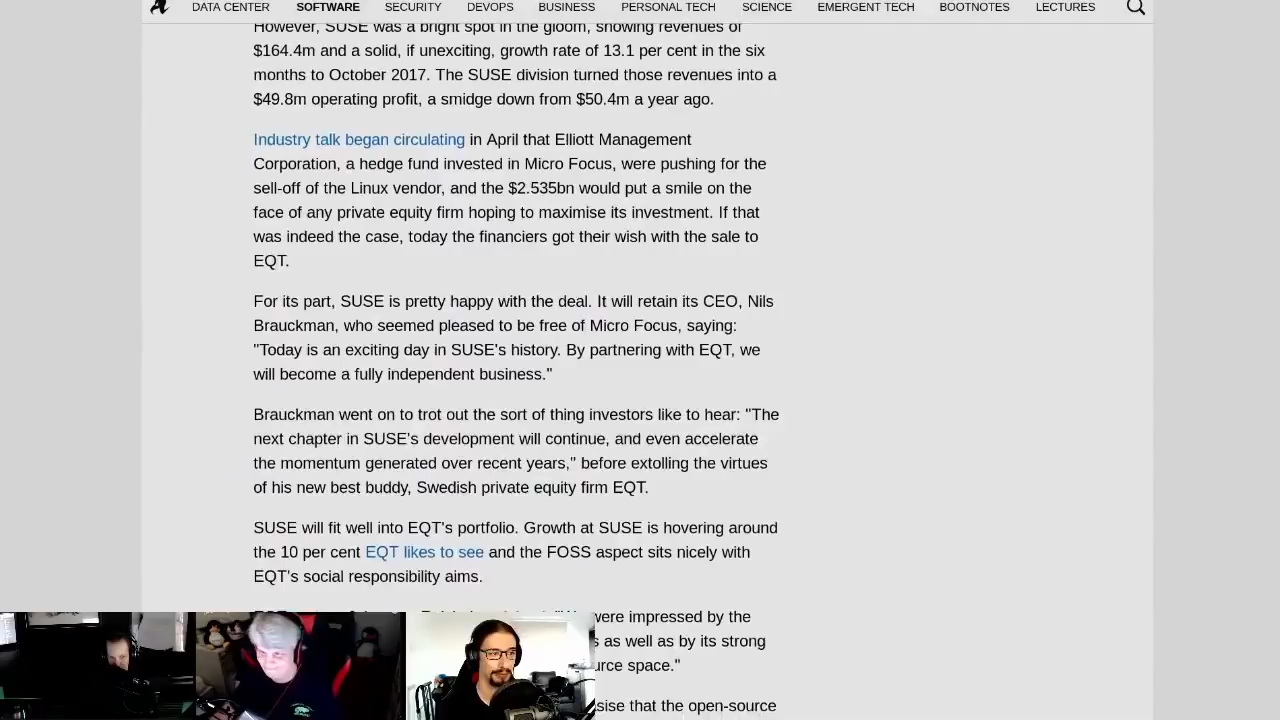 DATA CENTER SOFTWARE SECURITY DEVOPS BUSINESS PERSONAL TECH SCIENCE EMERGENT TECH BOOTNOTES LECTURES
However, SUSE was a bright spot in the gloom, showing revenues of
$164.4m and a solid, if unexciting, growth rate of 13.1 per cent in the six
months to October 2017. The SUSE division turned those revenues into a
$49.8m operating profit, a smidge down from $50.4m a year ago.
Industry talk began circulating in April that Elliott Management
Corporation, a hedge fund invested in Micro Focus, were pushing for the
sell-off of the Linux vendor, and the $2.535bn would put a smile on the
face of any private equity firm hoping to maximise its investment. If that
was indeed the case, today the financiers got their wish with the sale to
EQT.
For its part, SUSE is pretty happy with the deal. It will retain its CEO, Nils
Brauckman, who seemed pleased to be free of Micro Focus, saying:
"Today is an exciting day in SUSE's history. By partnering with EQT, we
will become a fully independent business."
Brauckman went on to trot out the sort of thing investors like to hear: "The
next chapter in SUSE's development will continue, and even accelerate
the momentum generated over recent years," before extolling the virtues
of his new best buddy, Swedish private equity firm EQT.
SUSE will fit well into EQT's portfolio. Growth at SUSE is hovering around
the 10 per cent EQT likes to see and the FOSS aspect sits nicely with
EQT's social responsibility aims.
were impressed by the
as well as by its strong
space."
that the open-source